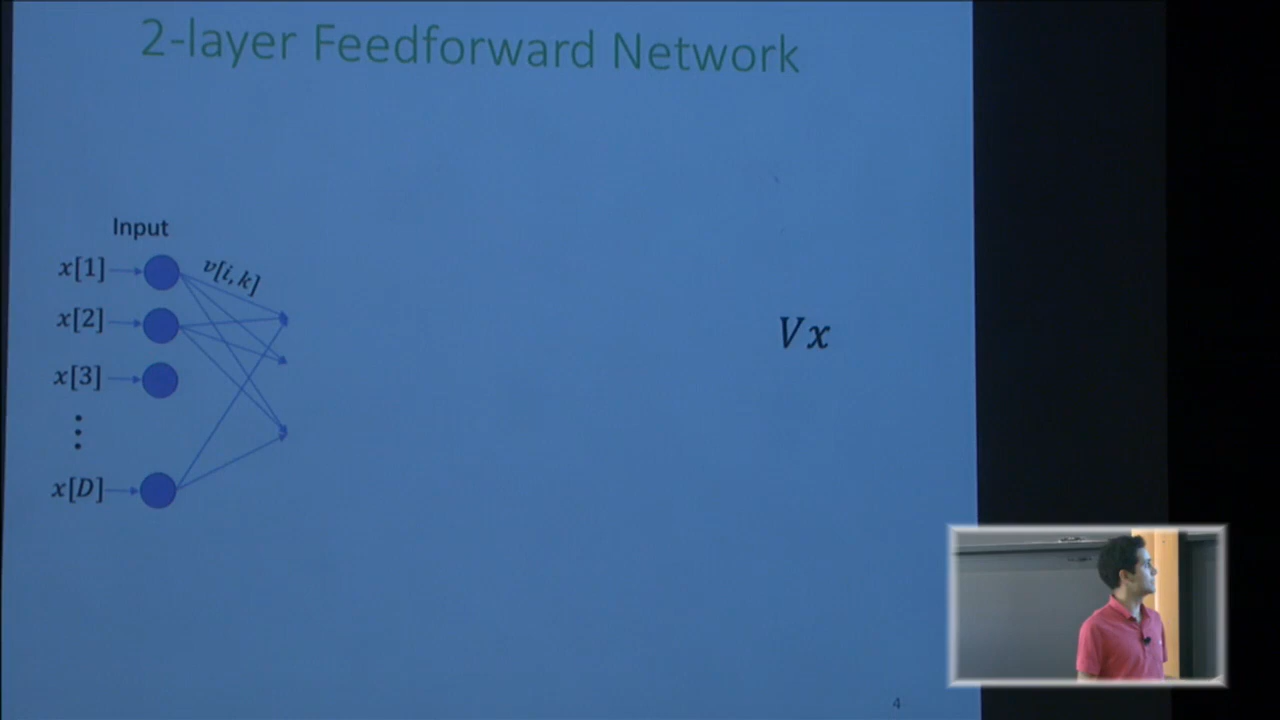 2-layer Feedforward Network
Input
x[1]
v[i,k]
x[2]
x[3]
⋮
x[D]
Vx
4